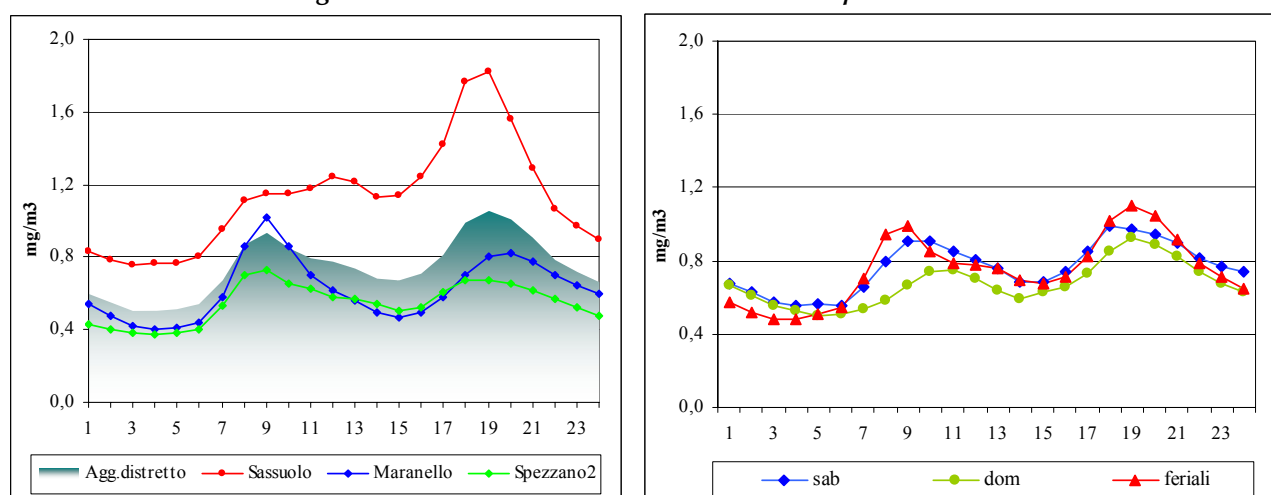 g
y
2,0
1,6
1,2
0,8
0,4
0,0
mg/m3
1 3 5 7 9 11 13 15 17 19 21 23
Agg.distretto Sassuolo Maranello Spezzano2
2,0
1,6
1,2
0,8
0,4
0,0
mg/m3
1 3 5 7 9 11 13 15 17 19 21 23
sab dom feriali